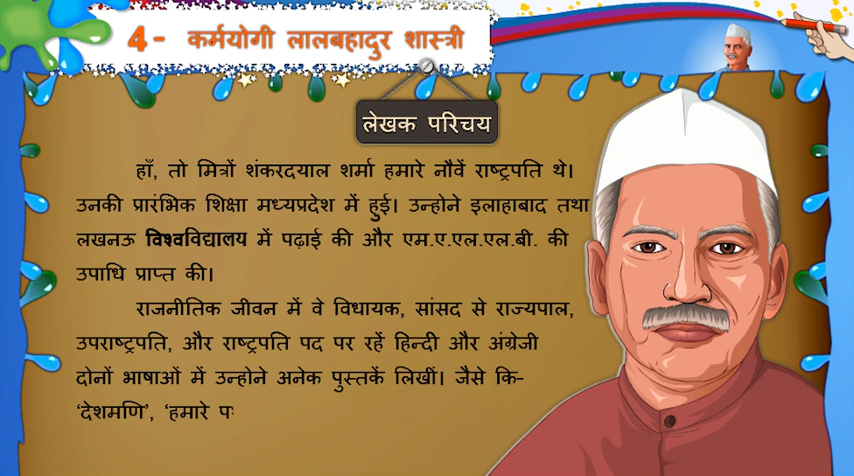 4- कर्मयोगी लालबहादुर शास्त्री
लेखक परिचय
हाँ, तो मित्रों शंकरदयाल शर्मा हमारे नौवें राष्ट्रपति थे।
उनकी प्रारंभिक शिक्षा मध्यप्रदेश में हुई। उन्होने इलाहाबाद तथा
लखनऊ विश्वविद्यालय में पढ़ाई की और एम.ए.एल.एल.बी. की
उपाधि प्राप्त की।
राजनीतिक जीवन में वे विधायक, सांसद से राज्यपाल,
उपराष्ट्रपति, और राष्ट्रपति पद पर रहें हिन्दी और अंग्रेजी
दोनों भाषाओं में उन्होने अनेक पुस्तकें लिखीं। जैसे कि-
'देशमणि', 'हमारे